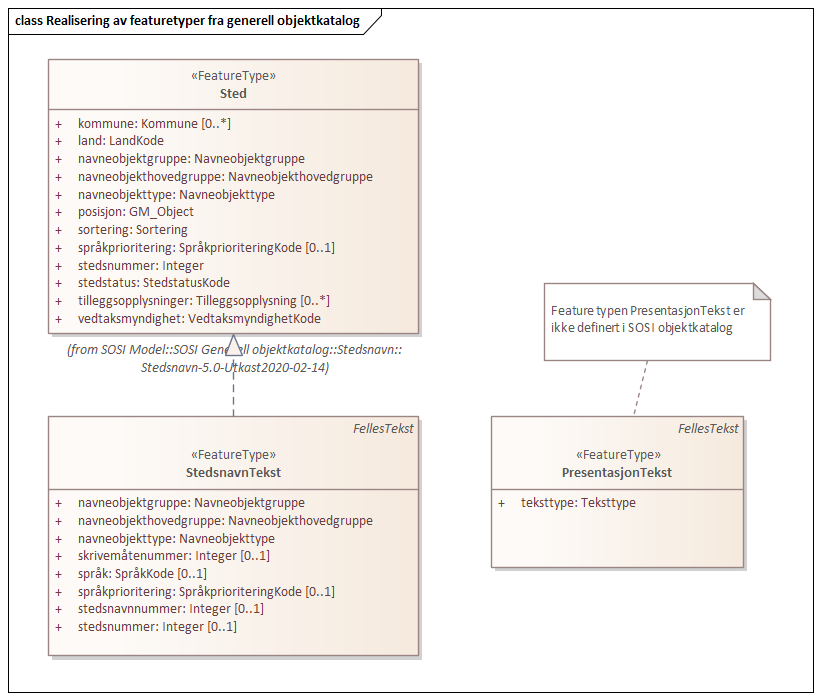 class Realisering av featuretyper fra generell objektkatalog
«FeatureType»
Sted
+ kommune: Kommune [0..*]
+ land: LandKode
+ navneobjektgruppe: Navneobjektgruppe
+ navneobjekthovedgruppe: Navneobjekthovedgruppe
+ navneobjekttype: Navneobjekttype
+ posisjon: GM_Object
+ sortering: Sortering
+ språkprioritering: SpråkprioriteringKode [0..1]
+ stedsnummer: Integer
+ stedstatus: StedstatusKode
+ tilleggsopplysninger: Tilleggsopplysning [0..*]
+ vedtaksmyndighet: VedtaksmyndighetKode
(from SOSI Model::SOSI Generell objektkatalog::Stedsnavn::
Stedsnavn-5.0-Utkast2020-02-14)
Feature typen PresentasjonTekst er
ikke definert i SOSI objektkatalog
FellesTekst
«FeatureType»
StedsnavnTekst
+ navneobjektgruppe: Navneobjektgruppe
+ navneobjekthovedgruppe: Navneobjekthovedgruppe
+ navneobjekttype: Navneobjekttype
+ skrivemåtenummer: Integer [0..1]
+ språk: SpråkKode [0..1]
+ språkprioritering: SpråkprioriteringKode [0..1]
+ stedsnavnnummer: Integer [0..1]
+ stedsnummer: Integer [0..1]
FellesTekst
«FeatureType»
PresentasjonTekst
+ teksttype: Teksttype